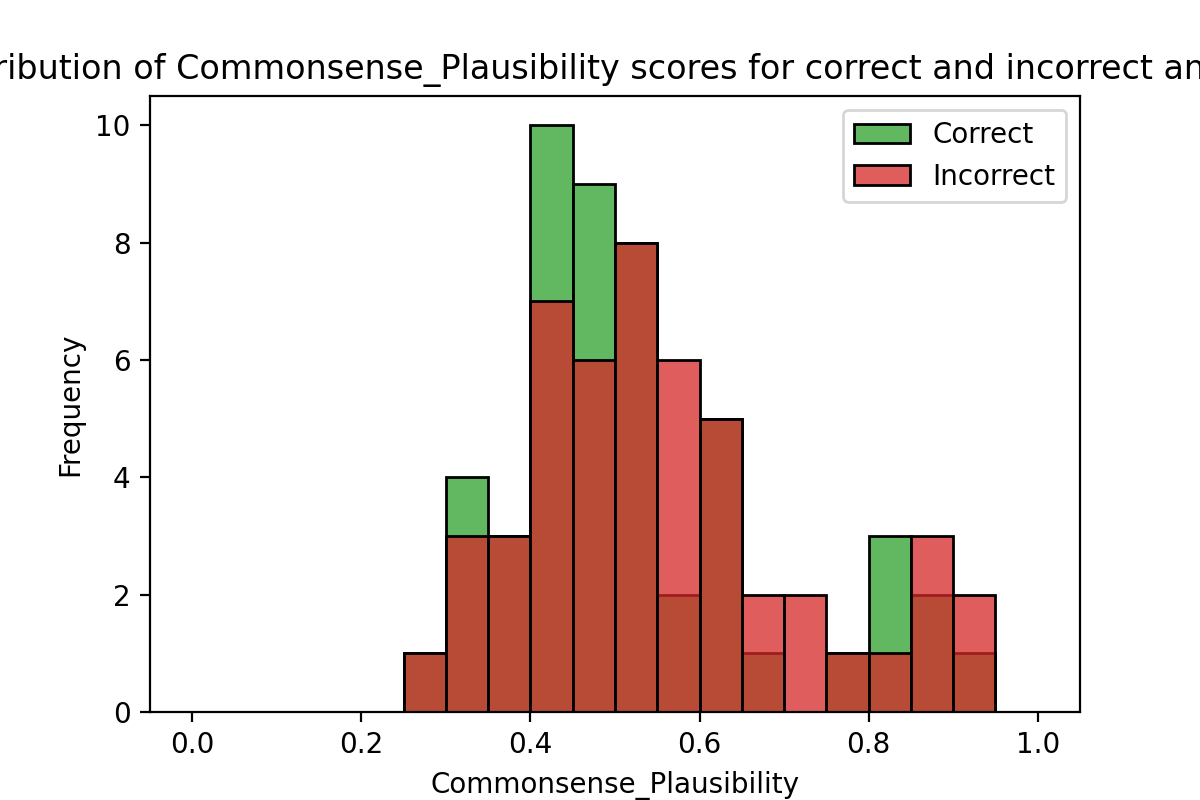 ribution of Commonsense_Plausibility scores for correct and incorrect an
Correct
Incorrect
10
8
6
4
2
0
Frequency
0.0 0.2 0.4 0.6 0.8 1.0
Commonsense_Plausibility